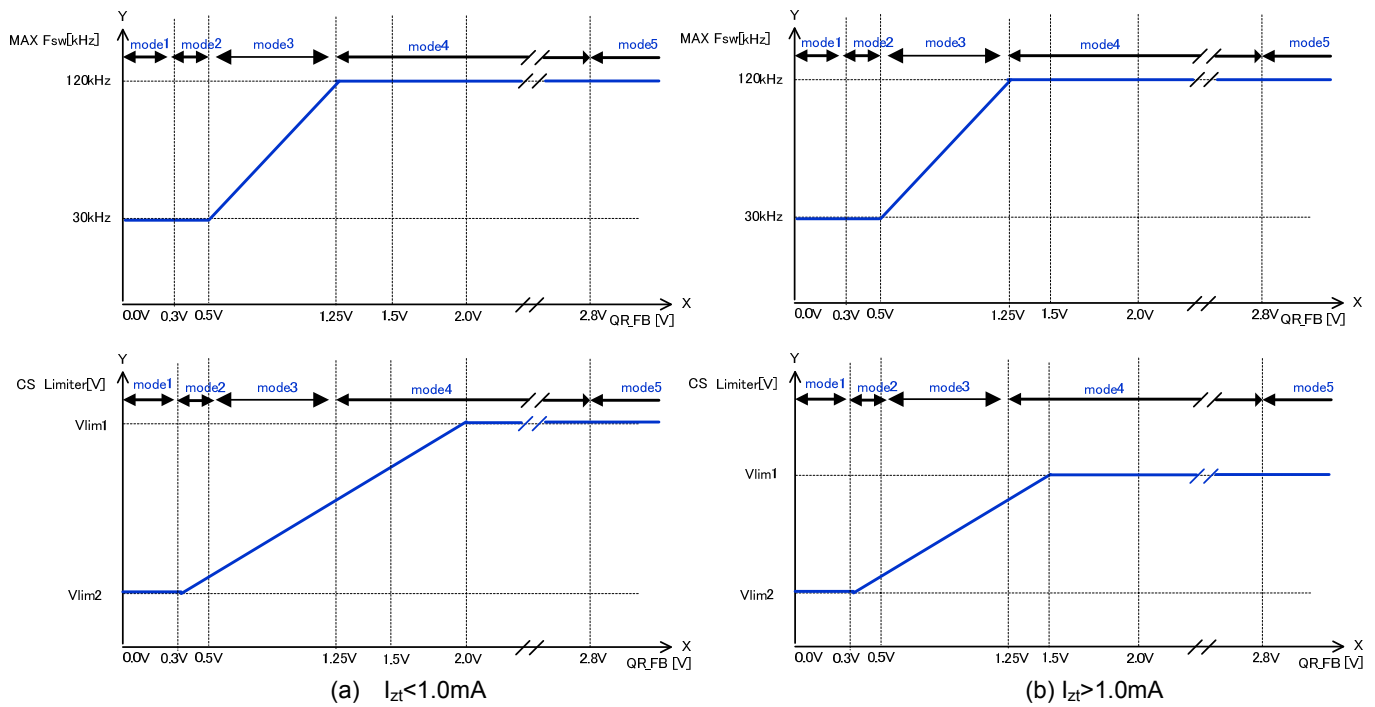 Y
MAX Fsw[kHz]
mode1 mode2 mode3 mode4 mode5
120kHz
30kHz
0.0V 0.3V 0.5V 1.25V 1.5V 2.0V 2.8V
X
QR_FB [V]
Y
MAX Fsw[kHz]
mode1 mode2 mode3 mode4 mode5
120kHz
30kHz
0.0V 0.3V 0.5V 1.25V 1.5V 2.0V 2.8V
X
QR_FB [V]
Y
CS Limiter[V]
mode1 mode2 mode3 mode4 mode5
Vlim1
Vlim2
0.0V 0.3V 0.5V 1.25V 1.5V 2.0V 2.8V
X
QR_FB [V]
(a) Izt<1.0mA
Y
CS Limiter[V]
mode1 mode2 mode3 mode4 mode5
Vlim1
Vlim2
0.0V 0.3V 0.5V 1.25V 1.5V 2.0V 2.8V
X
QR_FB [V]
(b) Izt>1.0mA